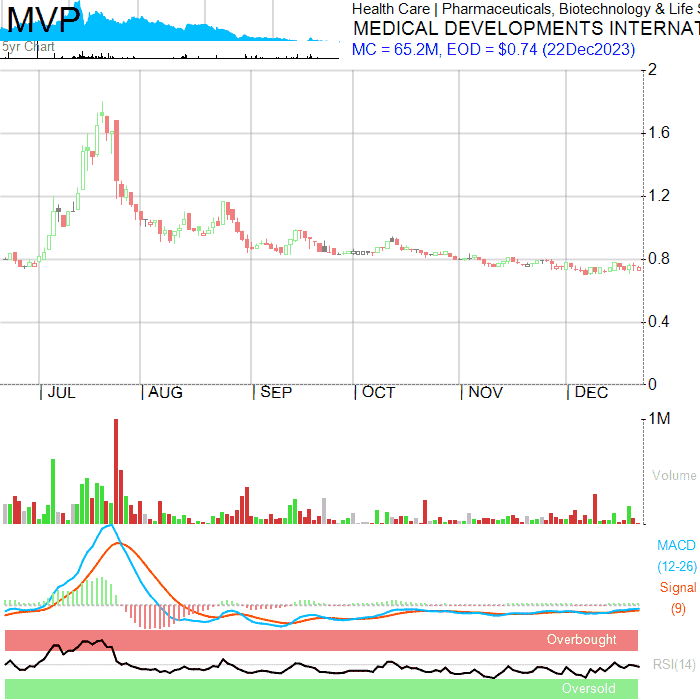 MVP
5yr Chart
Health Care | Pharmaceuticals, Biotechnology & Life S
MEDICAL DEVELOPMENTS INTERNAT
MC = 65.2M, EOD = $0.74 (22Dec2023)
2
1.6
1.2
0.8
0.4
0
| JUL | AUG | SEP | OCT | NOV | DEC
1M
Volume
MACD
(12-26)
Signal
(9)
Overbought
RSI(14)
Oversold